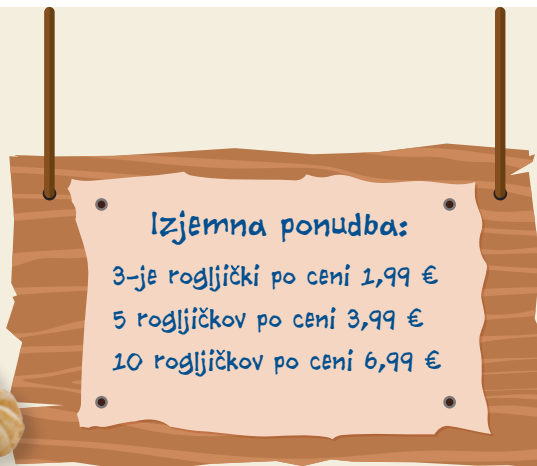 Izjemna ponudba:
3-je rogljički po ceni 1,99 €
5 rogljičkov po ceni 3,99 €
10 rogljičkov po ceni 6,99 €